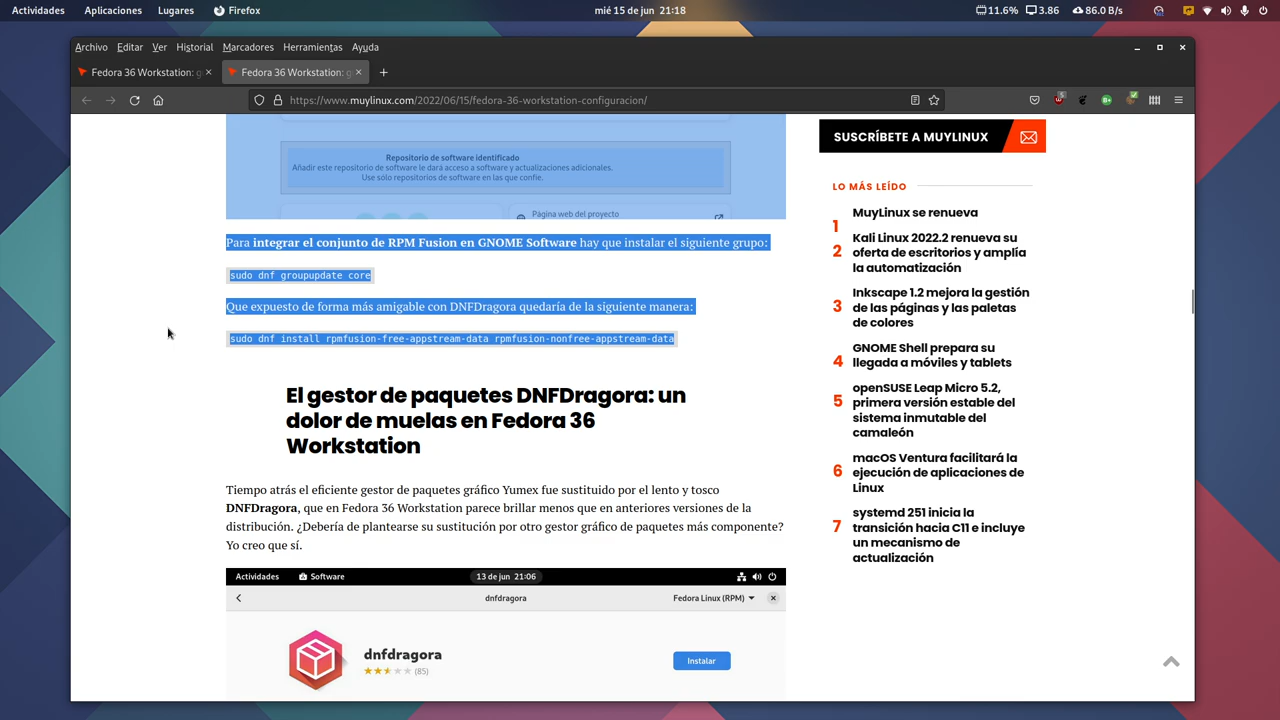 Actividades Aplicaciones Lugares Firefox mié 15 de jun 21:18 11.6% 3.86 86.0 B/s
Archivo Editar Ver Historial Marcadores Herramientas Ayuda
Fedora 36 Workstation: g Fedora 36 Workstation: g
https://www.muylinux.com/2022/06/15/fedora-36-workstation-configuracion/
Repositorio de software identificado
Añadir este repositorio de software le dará acceso a software y actualizaciones adicionales.
Use sólo repositorios de software en las que confíe.
Página web del proyecto
Para integrar el conjunto de RPM Fusion en GNOME Software hay que instalar el siguiente grupo:
sudo dnf groupupdate core
Que expuesto de forma más amigable con DNFDragora quedaría de la siguiente manera:
sudo dnf install rpmfusion-free-appstream-data rpmfusion-nonfree-appstream-data
El gestor de paquetes DNFDragora: un
dolor de muelas en Fedora 36
Workstation
Tiempo atrás el eficiente gestor de paquetes gráfico Yumex fue sustituido por el lento y tosco
DNFDragora, que en Fedora 36 Workstation parece brillar menos que en anteriores versiones de la
distribución. ¿Debería de plantearse su sustitución por otro gestor gráfico de paquetes más componente?
Yo creo que sí.
Actividades Software 13 de jun 21:06
dnfdragora Fedora Linux (RPM)
dnfdragora
(85)
Instalar
SUSCRÍBETE A MUYLINUX
LO MÁS LEÍDO
1 MuyLinux se renueva
2 Kali Linux 2022.2 renueva su
oferta de escritorios y amplía
la automatización
3 Inkscape 1.2 mejora la gestión
de las páginas y las paletas
de colores
4 GNOME Shell prepara su
llegada a móviles y tablets
5 openSUSE Leap Micro 5.2,
primera versión estable del
sistema inmutable del
camaleón
6 macOS Ventura facilitará la
ejecución de aplicaciones de
Linux
7 systemd 251 inicia la
transición hacia C11 e incluye
un mecanismo de
actualización